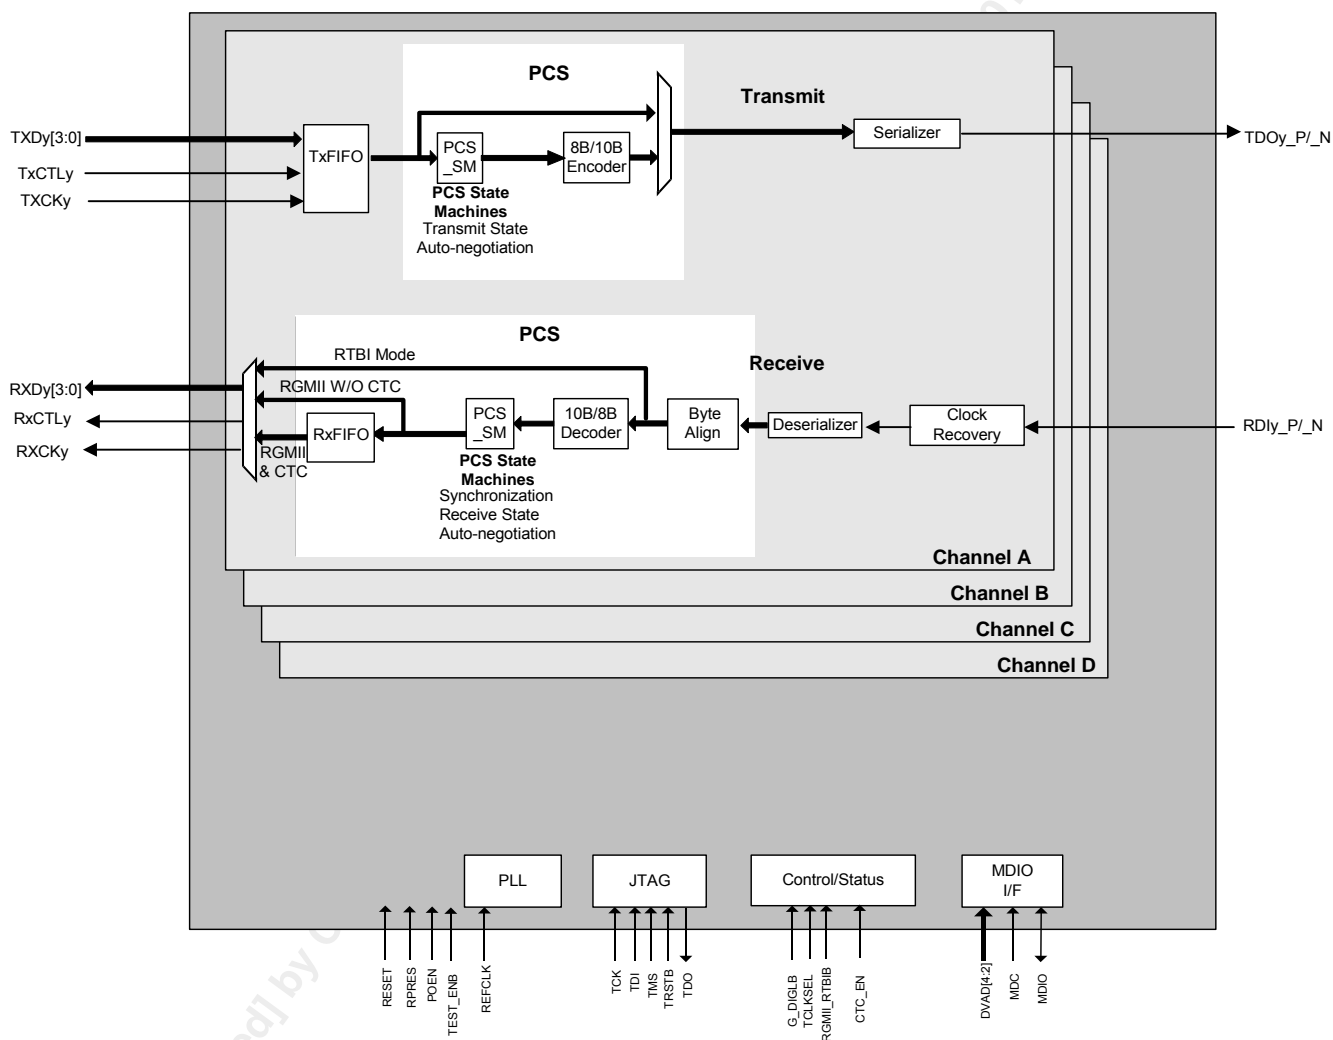 PCS
Transmit
TXDy[3:0]
TxCTLy
TXCKy
TxFIFO
PCS
_SM
8B/10B
Encoder
Serializer
TDOy_P/_N
PCS State
Machines
Transmit State
Auto-negotiation
PCS
Receive
RTBI Mode
RGMII W/O CTC
RXDy[3:0]
RxCTLy
RXCKy
RxFIFO
RGMII
& CTC
PCS
_SM
10B/8B
Decoder
Byte
Align
Deserializer
Clock
Recovery
RDIy_P/_N
PCS State
Machines
Synchronization
Receive State
Auto-negotiation
Channel A
Channel B
Channel C
Channel D
PLL
JTAG
Control/Status
MDIO
I/F
RESET
RPRES
POEN
TEST_ENB
REFCLK
TCK
TDI
TMS
TRSTB
TDO
G_DIGLB
TCLKSEL
RGMII_RTBIB
CTC_EN
DVAD[4:2]
MDC
MDIO
ed] by